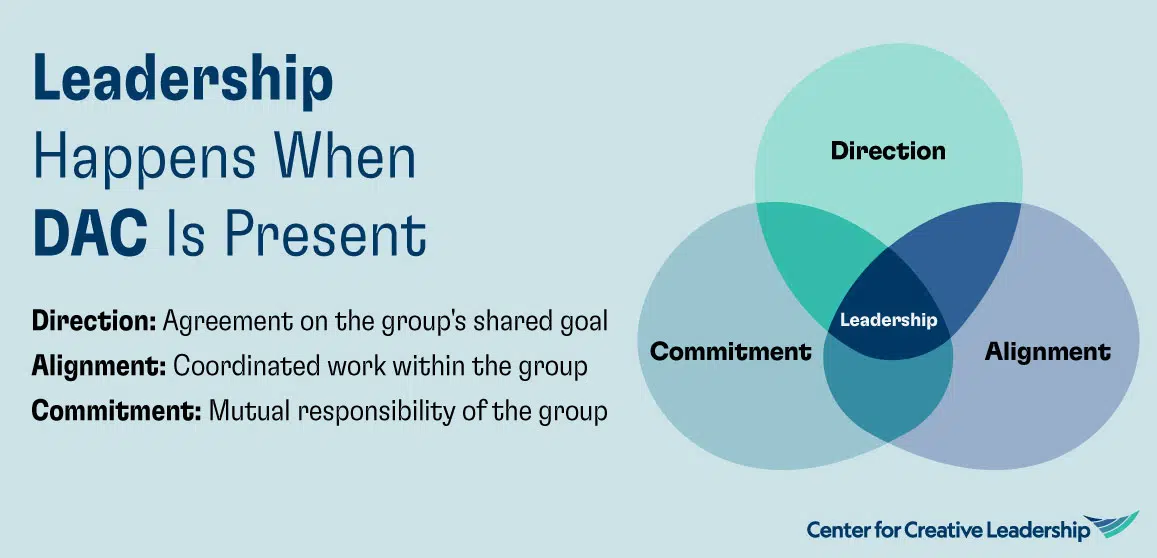 Leadership
Happens When
DAC Is Present
Direction: Agreement on the group's shared goal
Alignment: Coordinated work within the group
Commitment: Mutual responsibility of the group
Direction
Leadership
Commitment
Alignment
Center for Creative Leadership